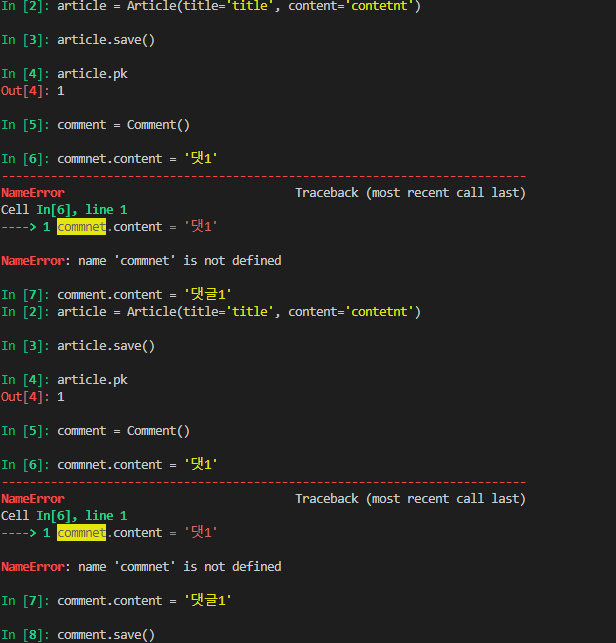 In [2]: article = Article(title='title', content='contetnt')
In [3]: article.save()
In [4]: article.pk
Out[4]: 1
In [5]: comment = Comment()
In [6]: commnet.content = '댓1'
---------------------------------------------------------------------------
NameError                                 Traceback (most recent call last)
Cell In[6], line 1
----> 1 commnet.content = '댓1'
NameError: name 'commnet' is not defined
In [7]: comment.content = '댓글1'
In [2]: article = Article(title='title', content='contetnt')
In [3]: article.save()
In [4]: article.pk
Out[4]: 1
In [5]: comment = Comment()
In [6]: commnet.content = '댓1'
---------------------------------------------------------------------------
NameError                                 Traceback (most recent call last)
Cell In[6], line 1
----> 1 commnet.content = '댓1'
NameError: name 'commnet' is not defined
In [7]: comment.content = '댓글1'
In [8]: comment.save()